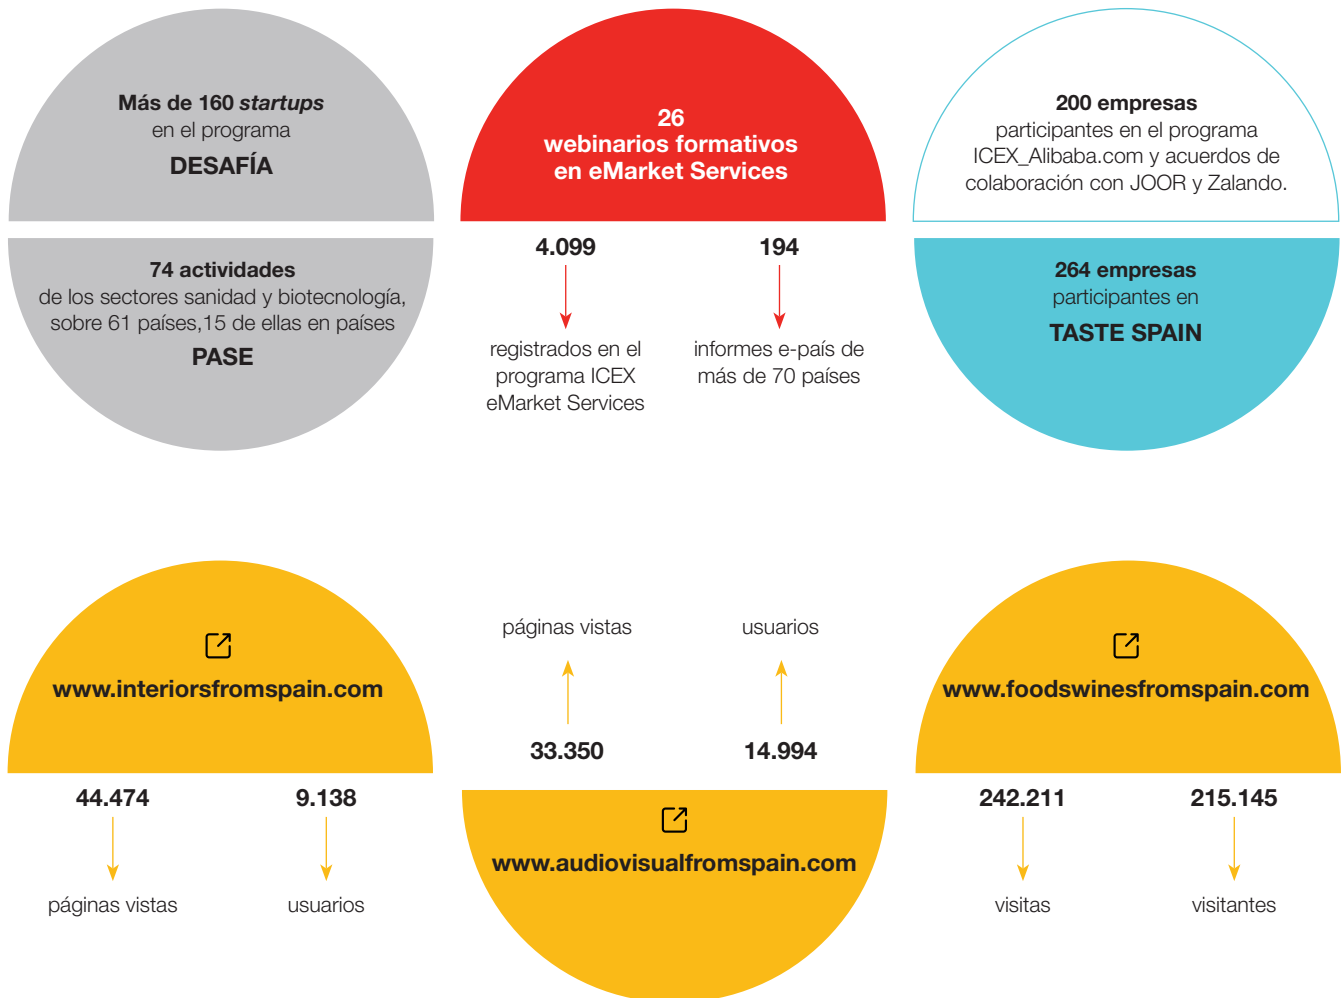 Más de 160 startups
en el programa
DESAFÍA
74 actividades
de los sectores sanidad y biotecnología,
sobre 61 países,15 de ellas en países
PASE
26
webinarios formativos
en eMarket Services
4.099
registrados en el
programa ICEX
eMarket Services
194
informes e-país de
más de 70 países
200 empresas
participantes en el programa
ICEX_Alibaba.com y acuerdos de
colaboración con JOOR y Zalando.
264 empresas
participantes en
TASTE SPAIN
www.interiorsfromspain.com
44.474
páginas vistas
9.138
usuarios
páginas vistas
33.350
usuarios
14.994
www.audiovisualfromspain.com
www.foodswinesfromspain.com
242.211
visitas
215.145
visitantes